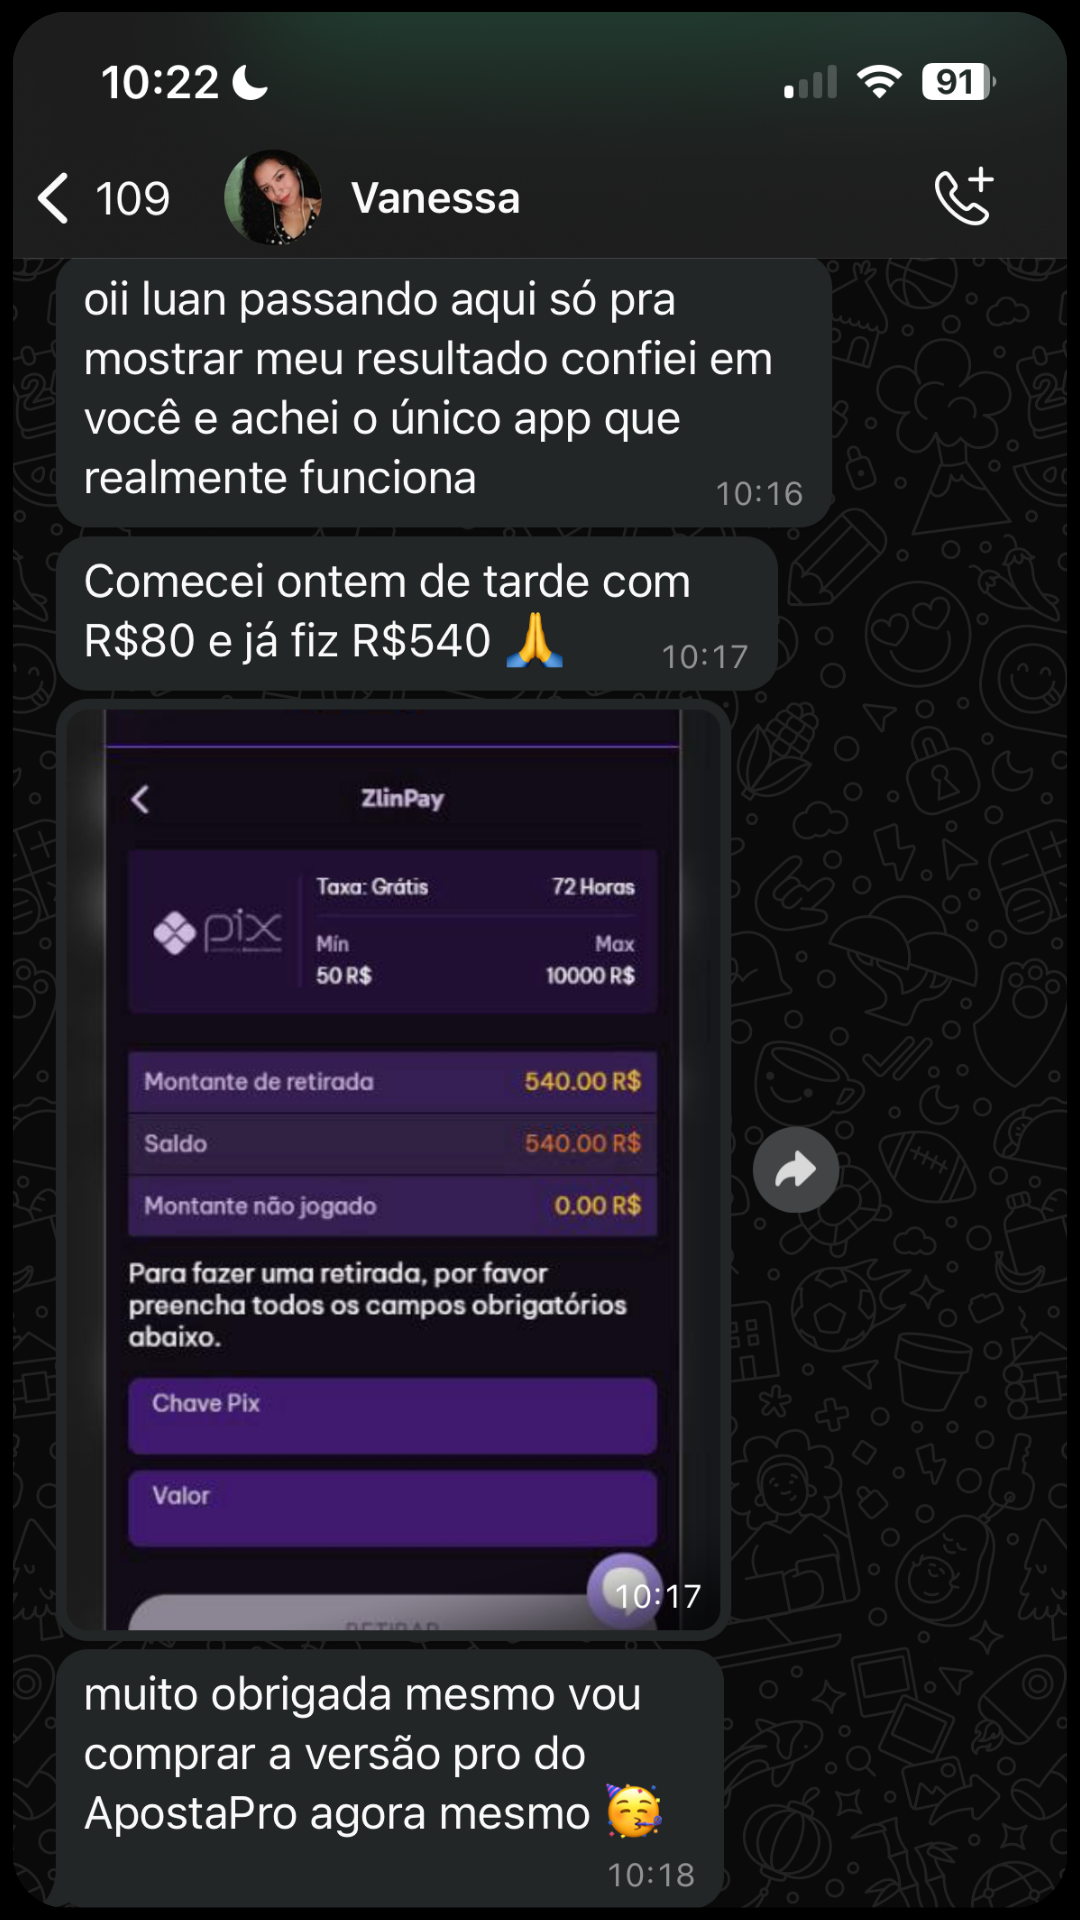 10:22
91
109
Vanessa
oii luan passando aqui só pra
mostrar meu resultado confiei em
você e achei o único app que
realmente funciona
10:16
Comecei ontem de tarde com
R$80 e já fiz R$540 🙏
10:17
ZlinPay
pix
Taxa: Grátis
72 Horas
Mín
Max
50 R$
10000 R$
Montante de retirada
540.00 R$
Saldo
540.00 R$
Montante não jogado
0.00 R$
Para fazer uma retirada, por favor
preencha todos os campos obrigatórios
abaixo.
Chave Pix
Valor
RETIRAR
10:17
muito obrigada mesmo vou
comprar a versão pro do
ApostaPro agora mesmo 🥳
10:18